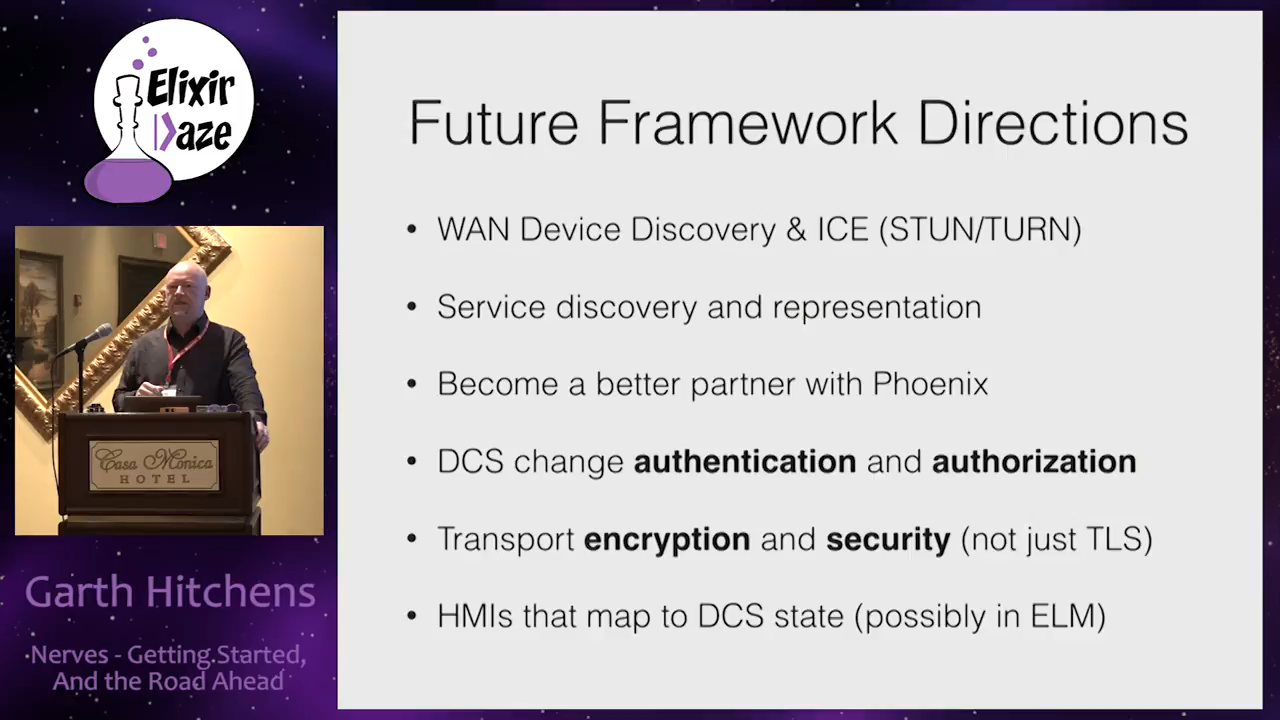 Elixir
Daze
Future Framework Directions
• WAN Device Discovery & ICE (STUN/TURN)
• Service discovery and representation
• Become a better partner with Phoenix
• DCS change authentication and authorization
• Transport encryption and security (not just TLS)
• HMIs that map to DCS state (possibly in ELM)
Casa Monica
HOTEL
Garth Hitchens
Nerves - Getting Started,
And the Road Ahead